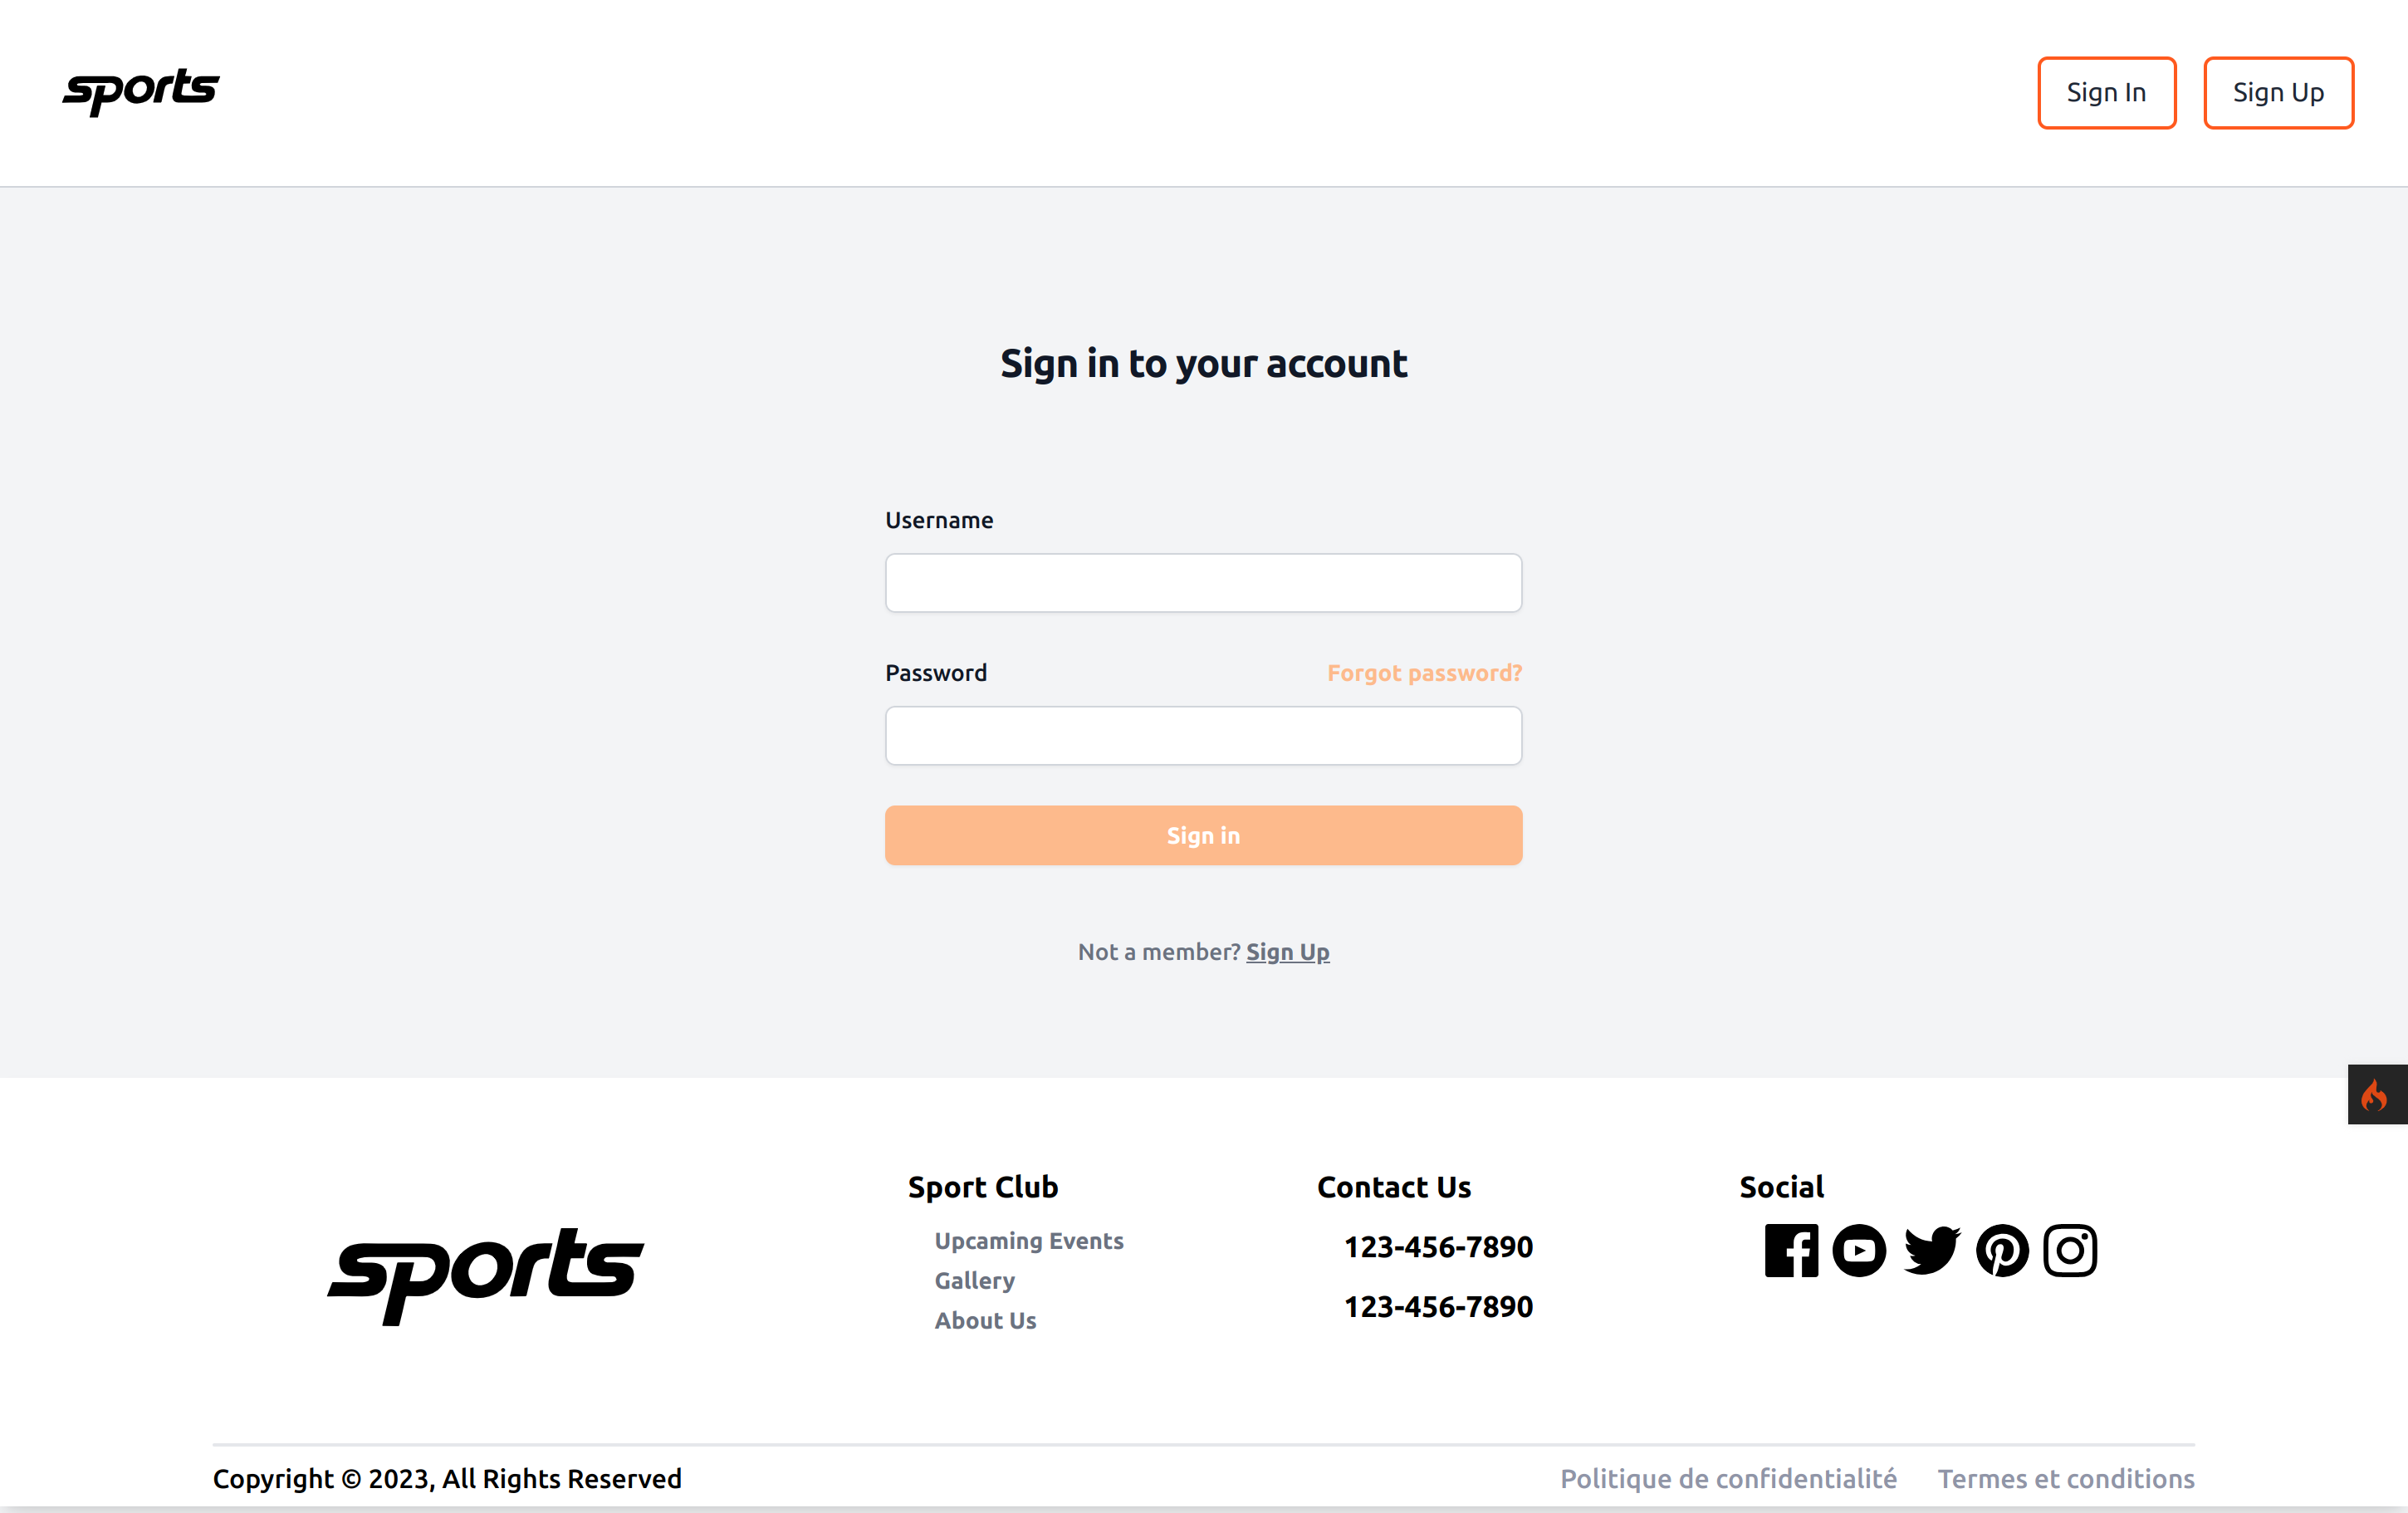 sports
Sign In
Sign Up
Sign in to your account
Username
Password
Forgot password?
Sign in
Not a member? Sign Up
sports
Sport Club
Upcaming Events
Gallery
About Us
Contact Us
123-456-7890
123-456-7890
Social
Copyright © 2023, All Rights Reserved
Politique de confidentialité
Termes et conditions